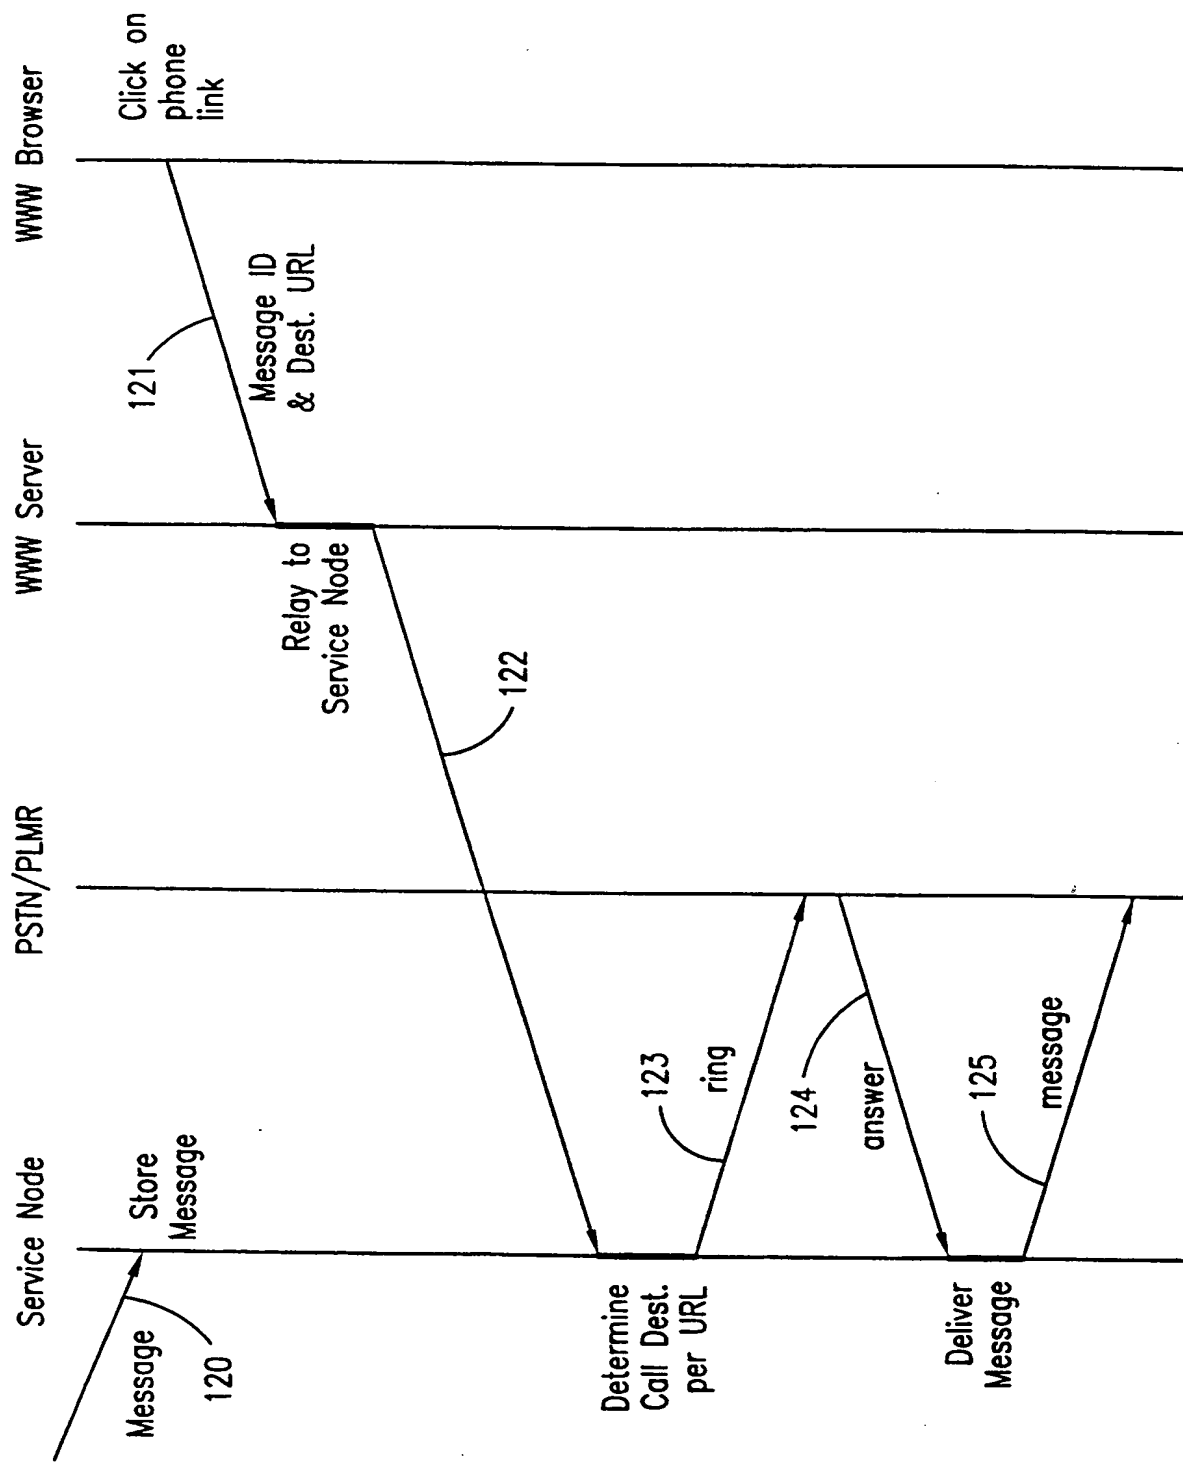 Service Node
PSTN/PLMR
WWW Server
WWW Browser
Message
120
Store
Message
Click on
phone
link
121
Message ID
& Dest. URL
Relay to
Service Node
122
Determine
Call Dest.
per URL
123
ring
124
answer
Deliver
Message
125
message